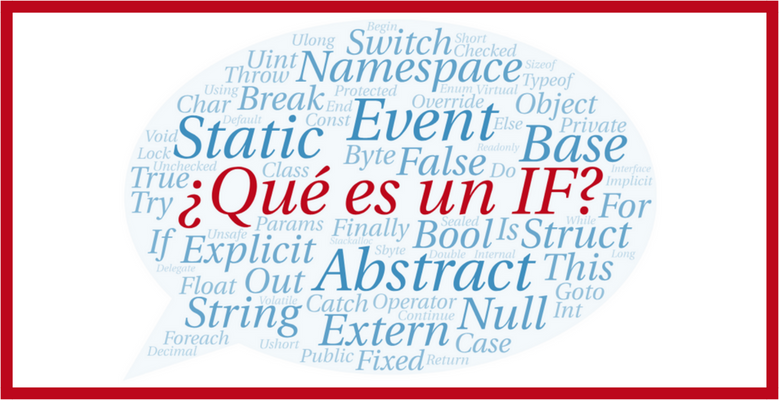 Begin
Ulong Switch Short
Checked
Uint Namespace Sizeof
Throw Typeof
Using Protected Enum Virtual
Char Break End Override Object
Default Const Else Private
Void Static Event Base
Lock Byte False Readonly
Unchecked Class Do Interface
True Implicit
¿Qué es un IF?
Try For
Params Finally Sealed While
Unsafe Bool Is Struct
If Explicit Stackalloc Sbyte Double Internal Long
Delegate Abstract This
Float Out Goto
Volatile Catch Operator Null Int
String Continue
Extern
Foreach Ushort Case
Decimal Public Fixed Return